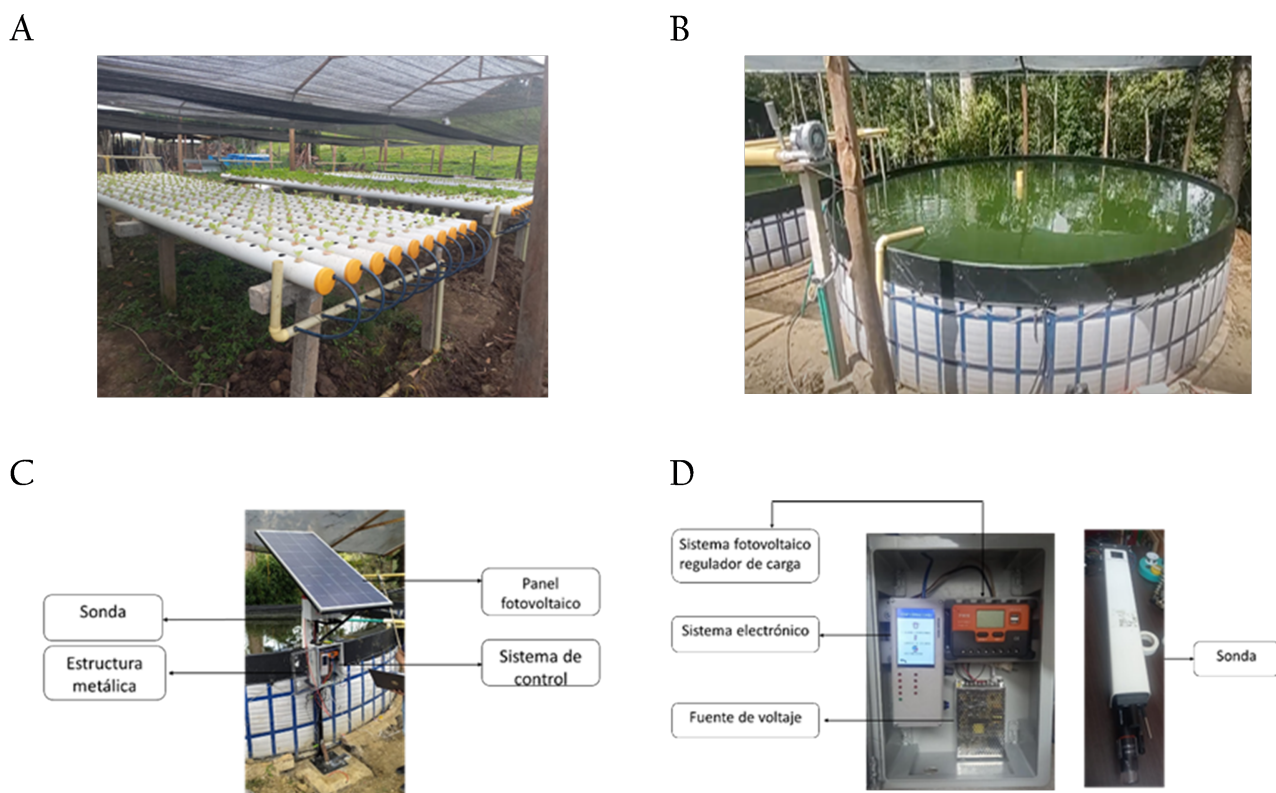 A
B
C
Sonda
Estructura
metálica
Panel
fotovoltaico
Sistema de
control
D
Sistema fotovoltaico
regulador de carga
Sistema electrónico
Fuente de voltaje
Sonda